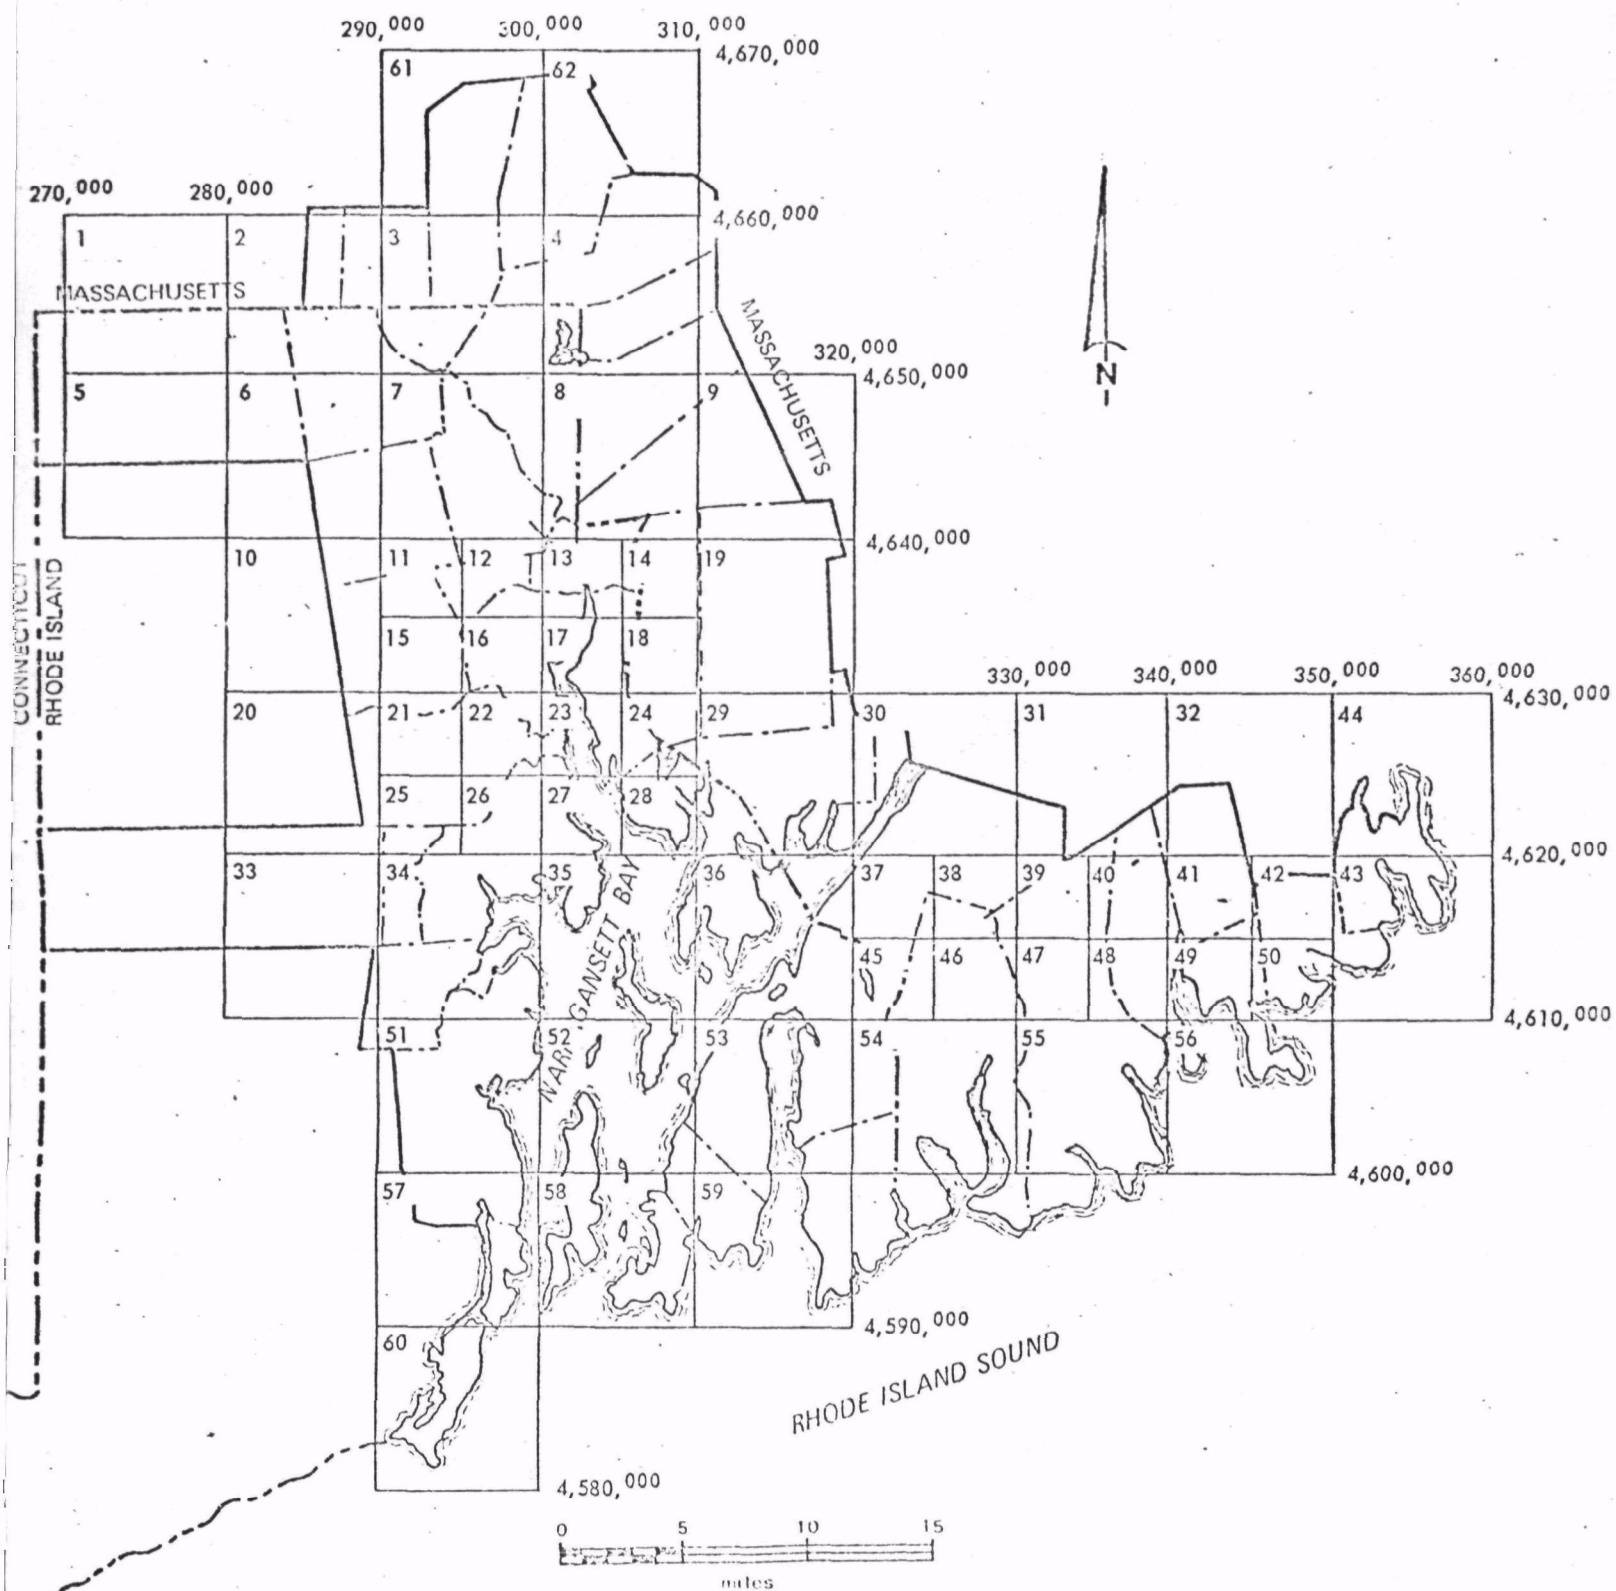 290,000 300,000 310,000
4,670,000
61 62
270,000 280,000
4,660,000
1 2 3 4
MASSACHUSETTS
MASSACHUSETTS
320,000
4,650,000
5 6 7 8 9
N
4,640,000
10 11 12 13 14 19
CONNECTICUT
RHODE ISLAND
15 16 17 18
330,000 340,000 350,000 360,000
4,630,000
20 21 22 23 24 29 30 31 32 44
25 26 27 28
4,620,000
33 34 35 36 37 38 39 40 41 42 43
NARRAGANSETT BAY
45 46 47 48 49 50
4,610,000
51 52 53 54 55 56
4,600,000
57 58 59
4,590,000
60
RHODE ISLAND SOUND
4,580,000
0 5 10 15
miles